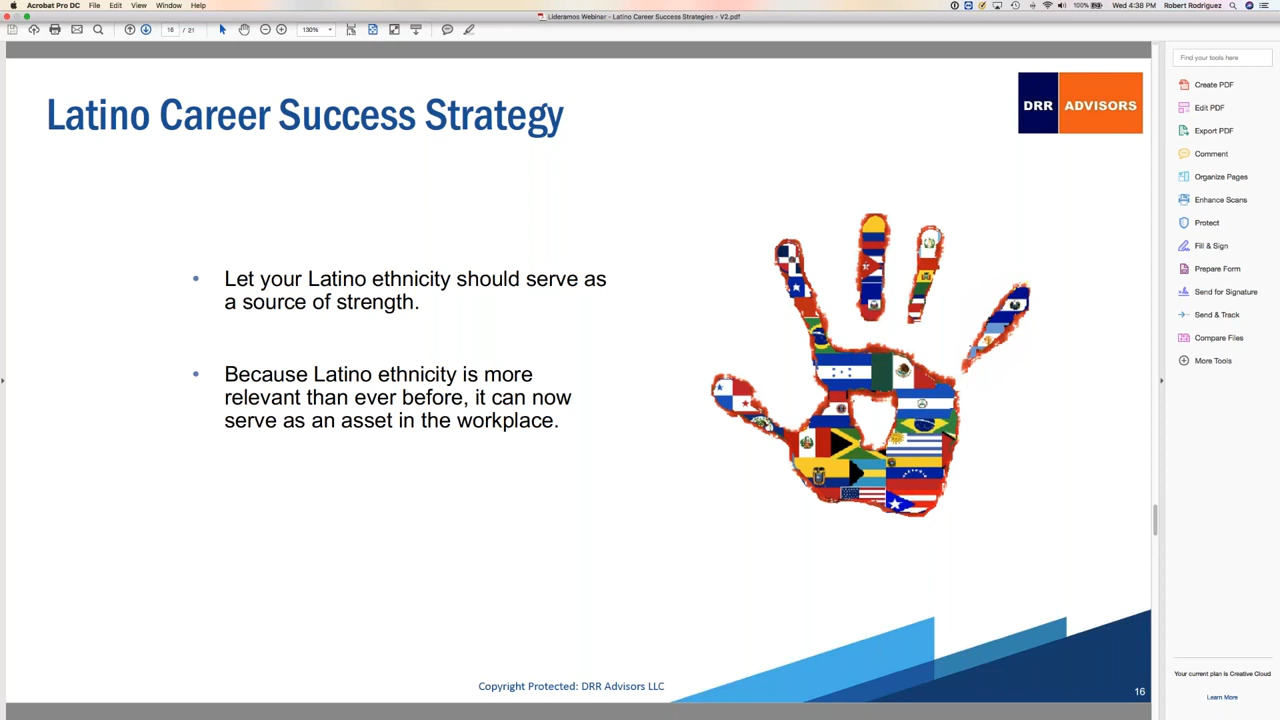 Acrobat Pro DC File Edit View Window Help
100% Wed 4:38 PM Robert Rodriguez
Lideramos Webinar - Latino Career Success Strategies - V2.pdf
16 / 21 130%
Find your tools here
Create PDF
Edit PDF
Export PDF
Comment
Organize Pages
Enhance Scans
Protect
Fill & Sign
Prepare Form
Send for Signature
Send & Track
Compare Files
More Tools
Your current plan is Creative Cloud
Learn More
Latino Career Success Strategy
DRR ADVISORS
• Let your Latino ethnicity should serve as
a source of strength.
• Because Latino ethnicity is more
relevant than ever before, it can now
serve as an asset in the workplace.
Copyright Protected: DRR Advisors LLC
16